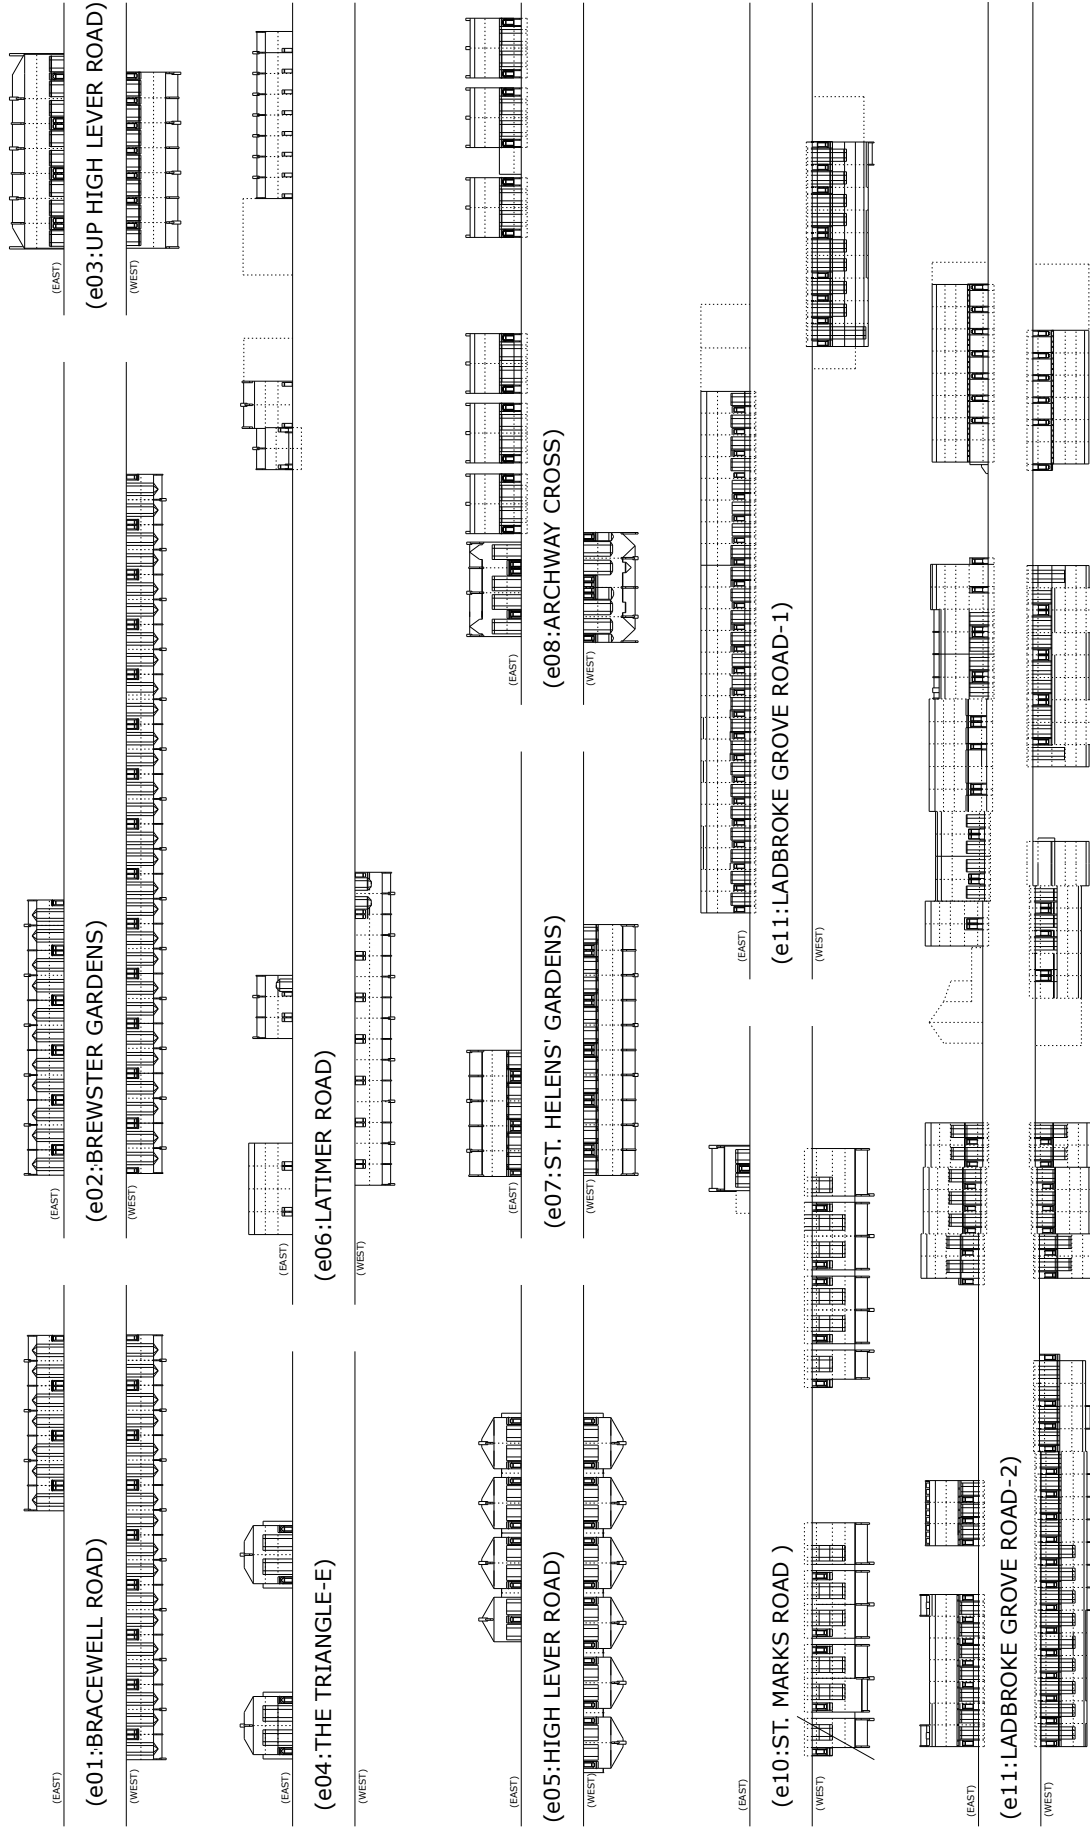 (EAST)
(e01:BRACEWELL ROAD)
(WEST)
(EAST)
(e02:BREWSTER GARDENS)
(WEST)
(EAST)
(e03:UP HIGH LEVER ROAD)
(WEST)
(EAST)
(e04:THE TRIANGLE-E)
(WEST)
(EAST)
(e06:LATIMER ROAD)
(WEST)
(EAST)
(e05:HIGH LEVER ROAD)
(WEST)
(EAST)
(e07:ST. HELENS' GARDENS)
(WEST)
(EAST)
(e08:ARCHWAY CROSS)
(WEST)
(EAST)
(e10:ST. MARKS ROAD )
(WEST)
(EAST)
(e11:LADBROKE GROVE ROAD-1)
(WEST)
(EAST)
(e11:LADBROKE GROVE ROAD-2)
(WEST)